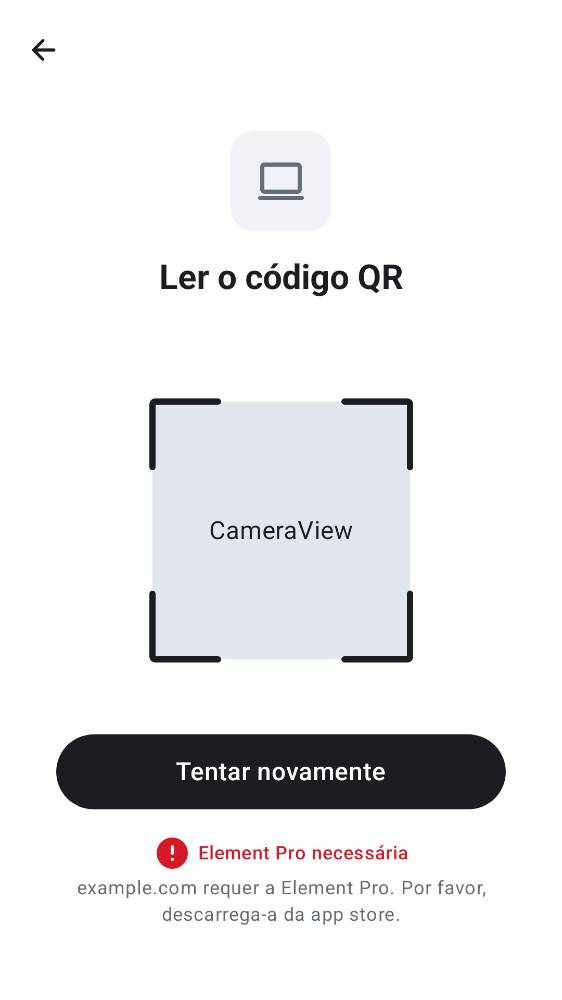 Ler o código QR
CameraView
Tentar novamente
Element Pro necessária
example.com requer a Element Pro. Por favor,
descarrega-a da app store.